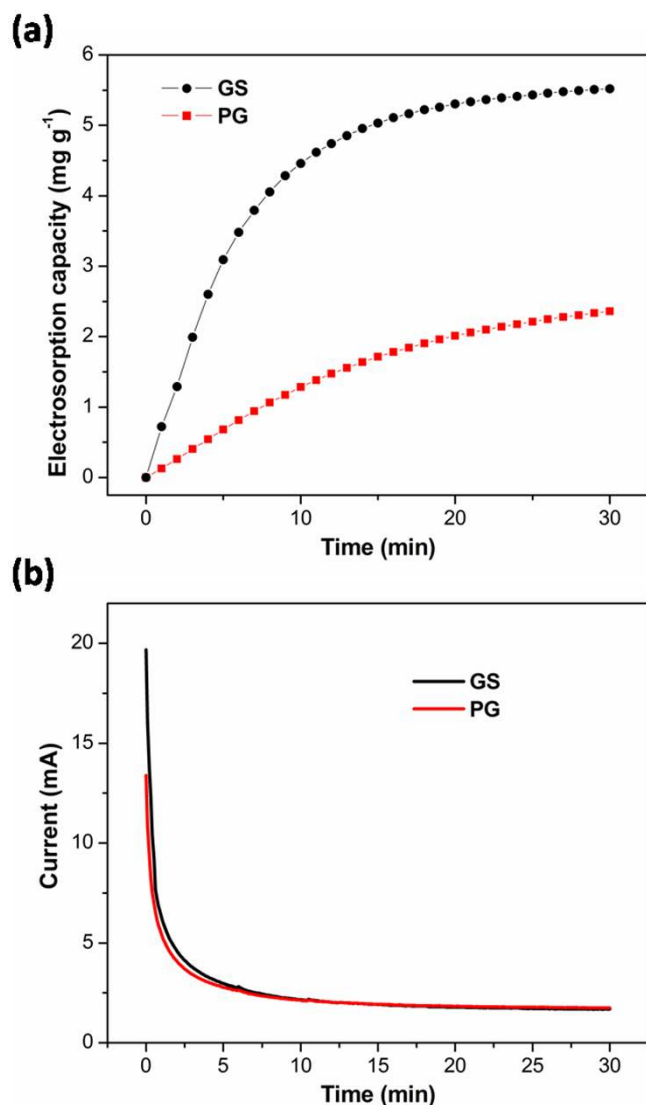 (a)
6
5
4
3
2
1
0
Electrosorption capacity (mg g⁻¹)
GS
PG
0 10 20 30
Time (min)
(b)
20
15
10
5
0
Current (mA)
GS
PG
0 5 10 15 20 25 30
Time (min)